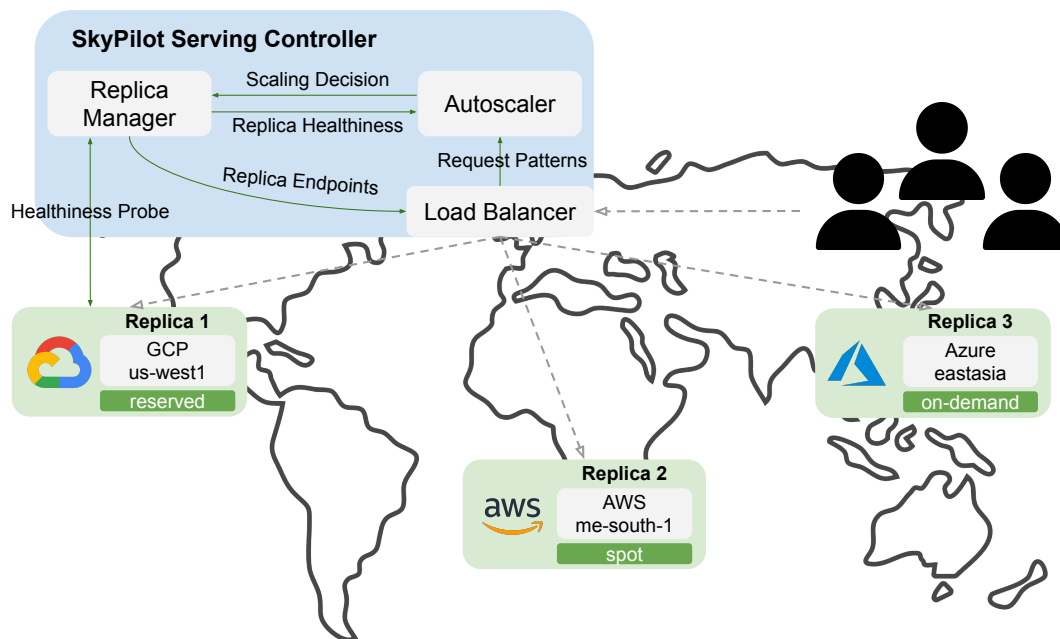 SkyPilot Serving Controller
Replica
Manager
Scaling Decision
Replica Healthiness
Autoscaler
Request Patterns
Replica Endpoints
Healthiness Probe
Load Balancer
Replica 1
GCP
us-west1
reserved
aws
Replica 2
AWS
me-south-1
spot
Replica 3
Azure
eastasia
on-demand